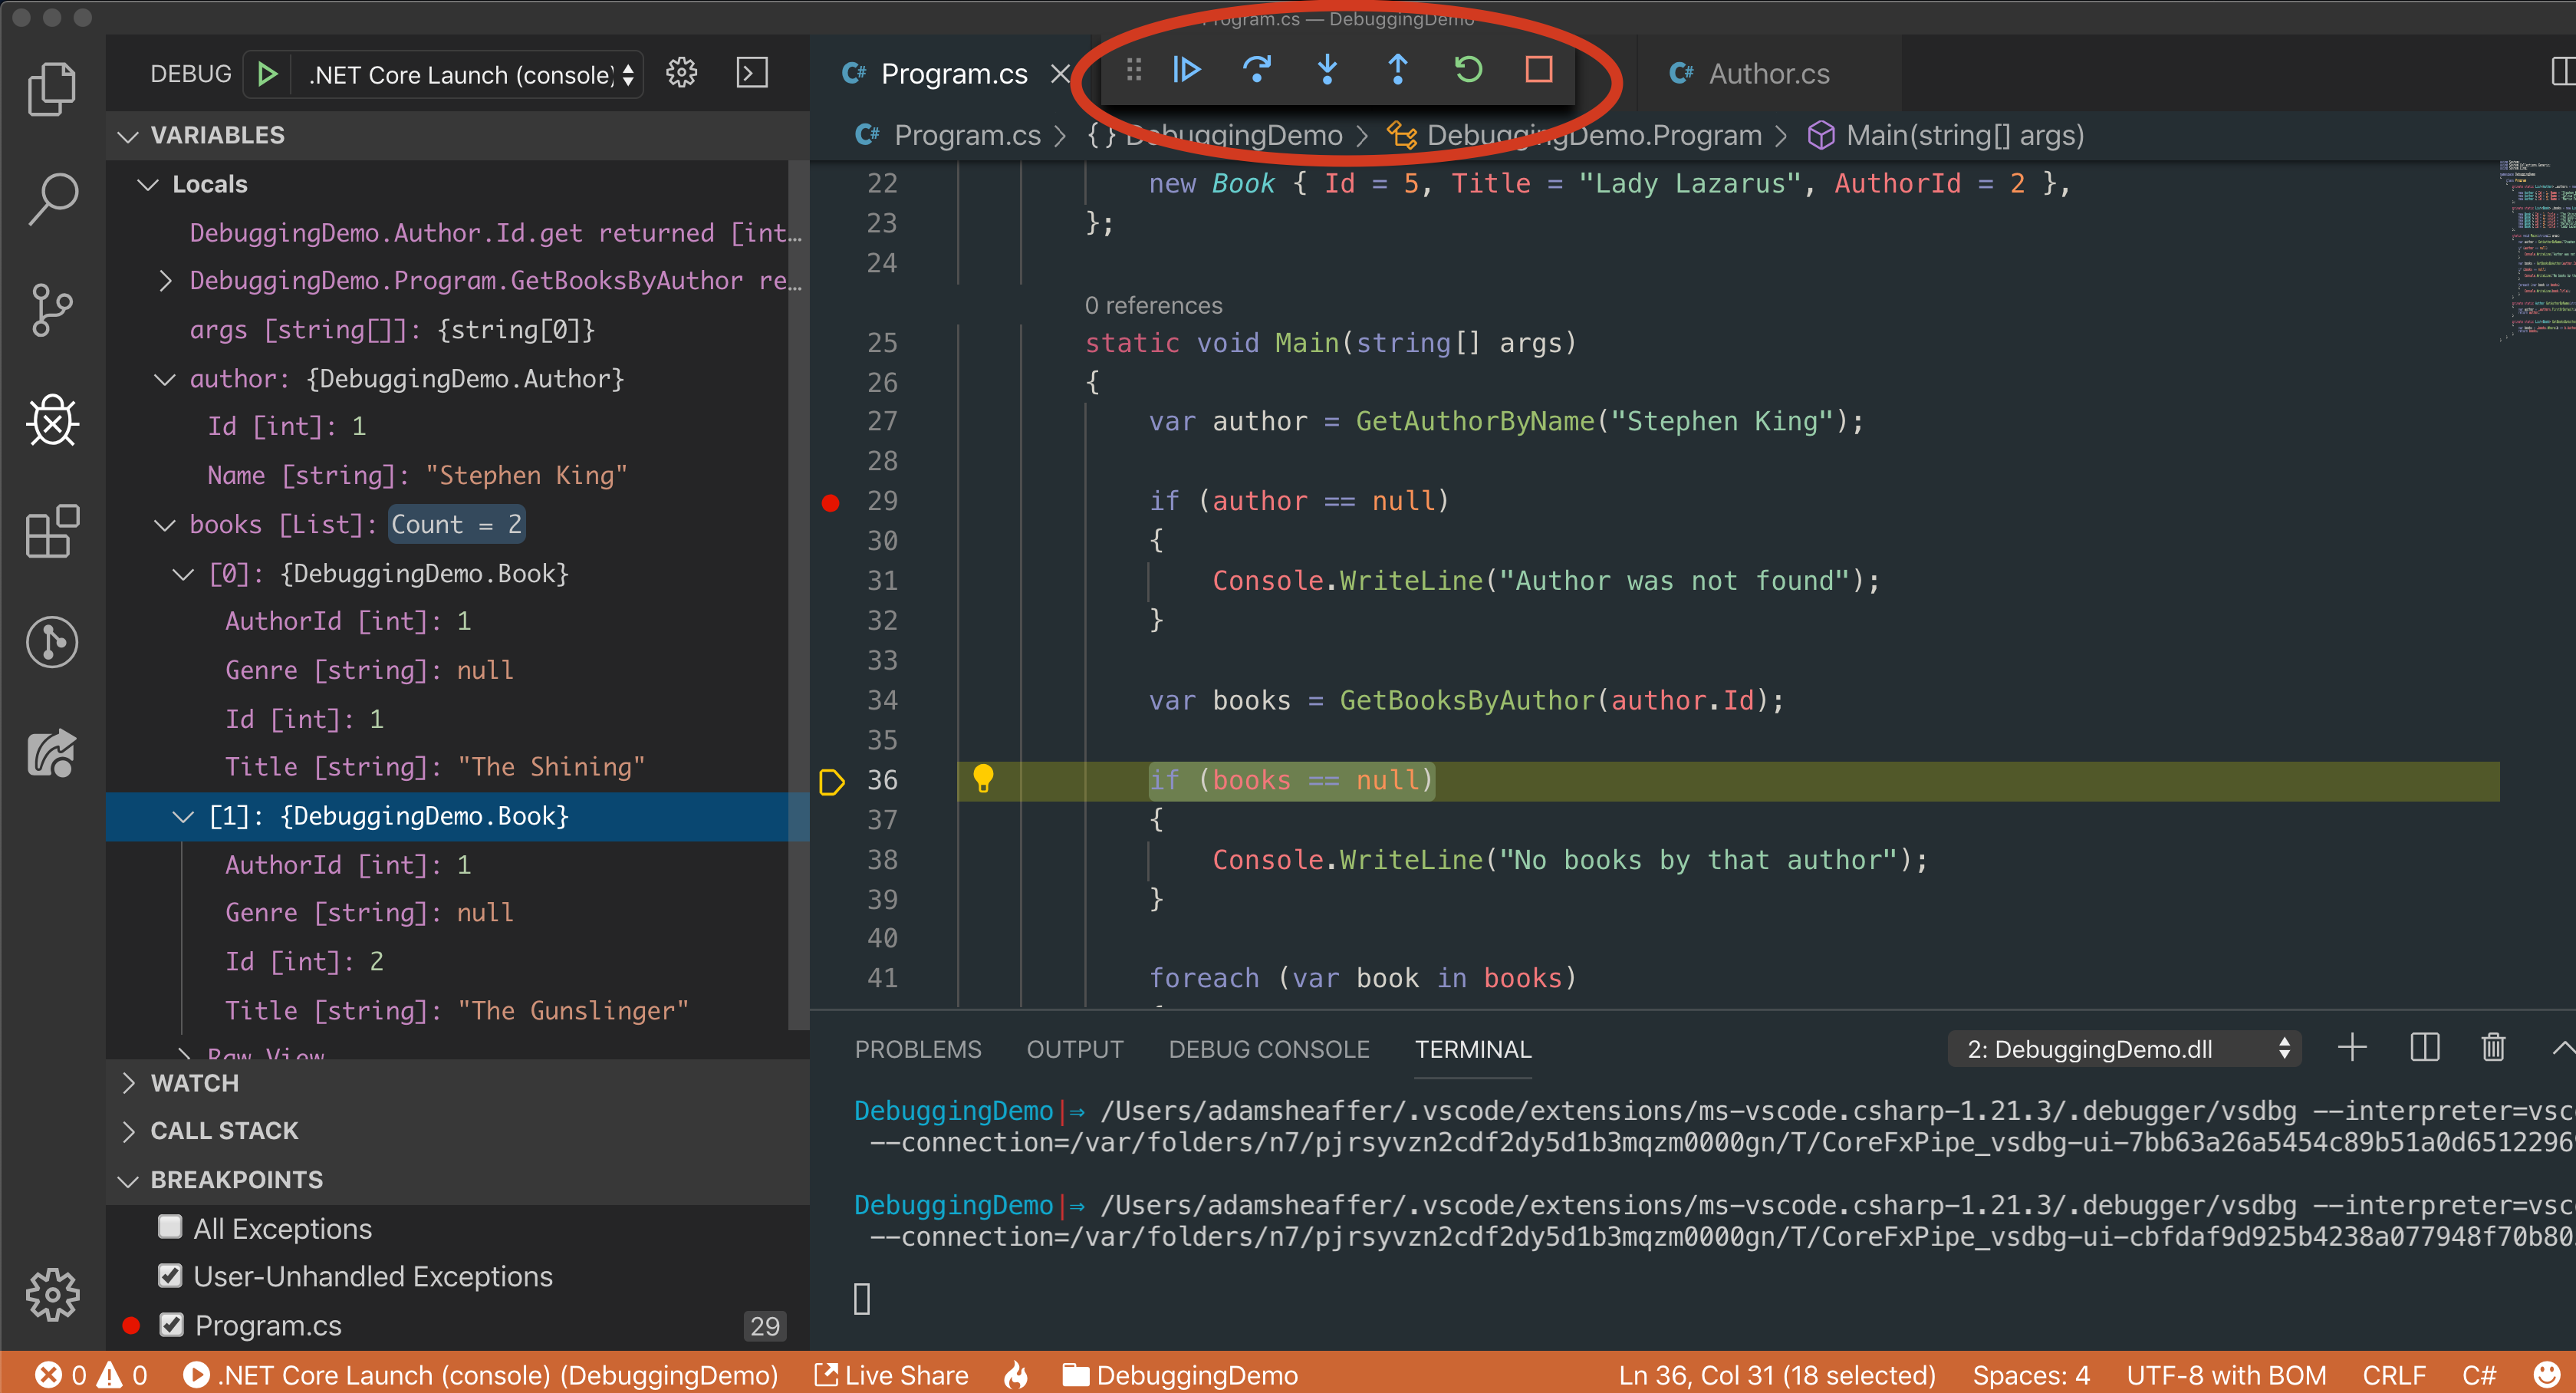 Program.cs — DebuggingDemo
DEBUG .NET Core Launch (console)
Program.cs
Author.cs
VARIABLES
Program.cs > { } DebuggingDemo > DebuggingDemo.Program > Main(string[] args)
Locals
DebuggingDemo.Author.Id.get returned [int…
DebuggingDemo.Program.GetBooksByAuthor re…
args [string[]]: {string[0]}
author: {DebuggingDemo.Author}
Id [int]: 1
Name [string]: "Stephen King"
books [List]: Count = 2
[0]: {DebuggingDemo.Book}
AuthorId [int]: 1
Genre [string]: null
Id [int]: 1
Title [string]: "The Shining"
[1]: {DebuggingDemo.Book}
AuthorId [int]: 1
Genre [string]: null
Id [int]: 2
Title [string]: "The Gunslinger"
Raw View
WATCH
CALL STACK
BREAKPOINTS
All Exceptions
User-Unhandled Exceptions
Program.cs 29
22 new Book { Id = 5, Title = "Lady Lazarus", AuthorId = 2 },
23 };
24
0 references
25 static void Main(string[] args)
26 {
27 var author = GetAuthorByName("Stephen King");
28
29 if (author == null)
30 {
31 Console.WriteLine("Author was not found");
32 }
33
34 var books = GetBooksByAuthor(author.Id);
35
36 if (books == null)
37 {
38 Console.WriteLine("No books by that author");
39 }
40
41 foreach (var book in books)
PROBLEMS OUTPUT DEBUG CONSOLE TERMINAL 2: DebuggingDemo.dll
DebuggingDemo|⇒ /Users/adamsheaffer/.vscode/extensions/ms-vscode.csharp-1.21.3/.debugger/vsdbg --interpreter=vsc
--connection=/var/folders/n7/pjrsyvzn2cdf2dy5d1b3mqzm0000gn/T/CoreFxPipe_vsdbg-ui-7bb63a26a5454c89b51a0d6512296
DebuggingDemo|⇒ /Users/adamsheaffer/.vscode/extensions/ms-vscode.csharp-1.21.3/.debugger/vsdbg --interpreter=vsc
--connection=/var/folders/n7/pjrsyvzn2cdf2dy5d1b3mqzm0000gn/T/CoreFxPipe_vsdbg-ui-cbfdaf9d925b4238a077948f70b80
0 0 .NET Core Launch (console) (DebuggingDemo) Live Share DebuggingDemo Ln 36, Col 31 (18 selected) Spaces: 4 UTF-8 with BOM CRLF C#